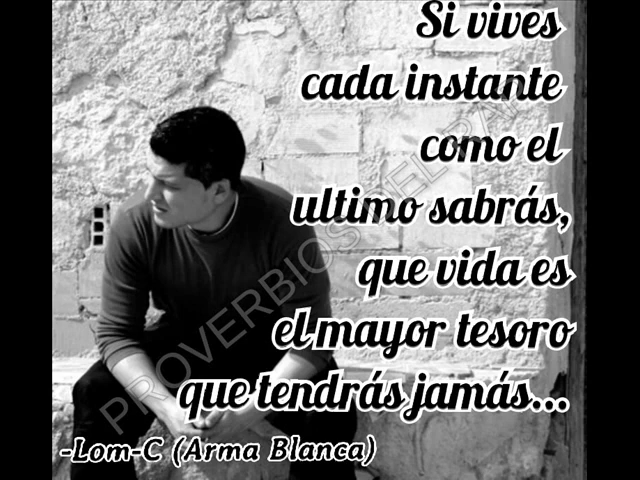 Si vives
cada instante
como el
ultimo sabrás,
que vida es
el mayor tesoro
que tendrás jamás...
-Lom-C (Arma Blanca)
PROVERBIOS DEL RAP